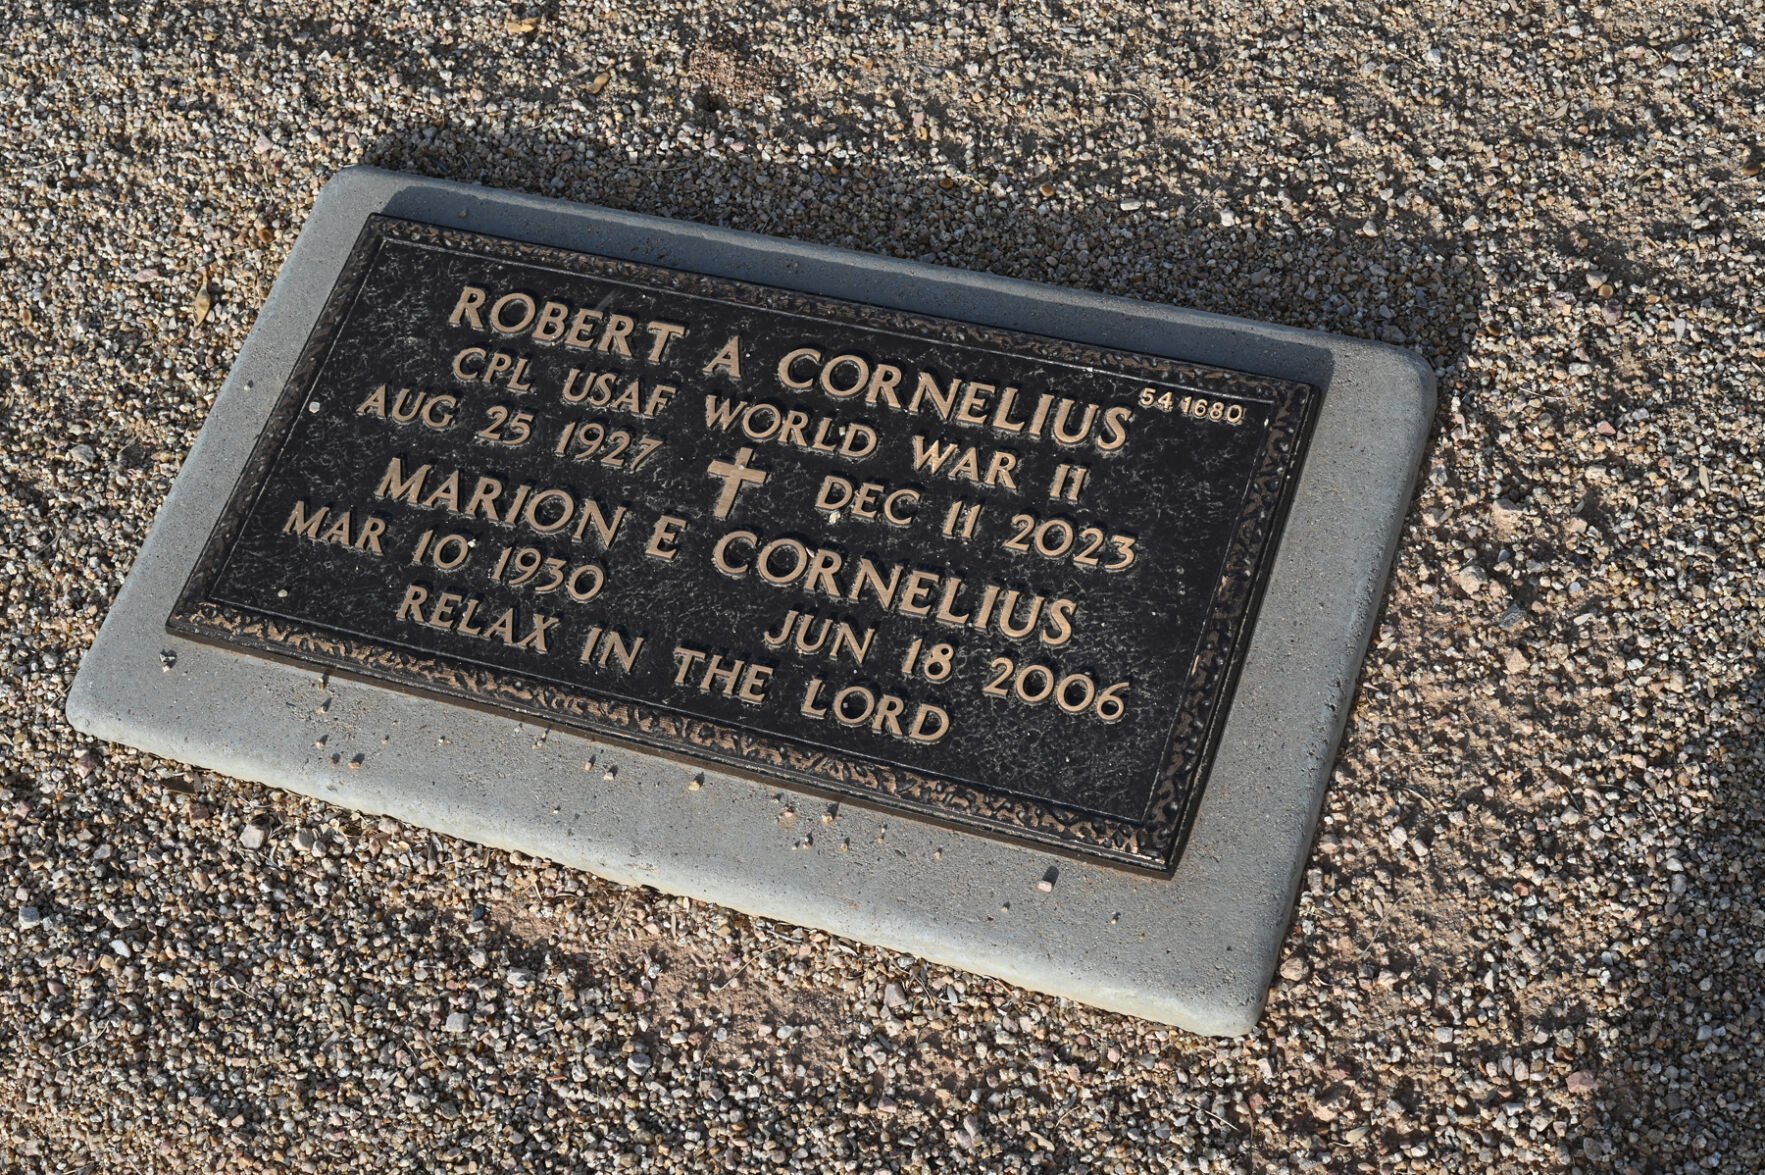 ROBERT A CORNELIUS
54 1680
CPL USAF WORLD WAR II
AUG 25 1927 DEC 11 2023
MARION E CORNELIUS
MAR 10 1930 JUN 18 2006
RELAX IN THE LORD